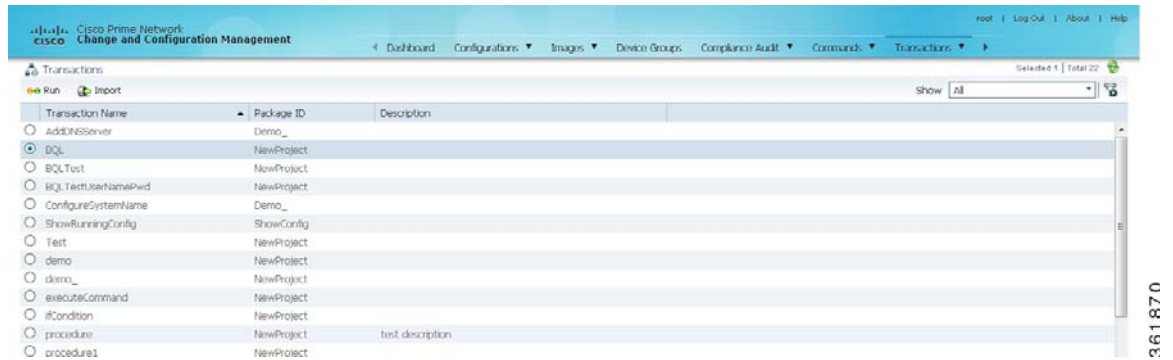 root | Log Out | About | Help
cisco Cisco Prime Network
Change and Configuration Management
Dashboard Configurations Images Device Groups Compliance Audit Commands Transactions
Transactions Selected 1 | Total 22
Run Import Show All
Transaction Name Package ID Description
AddDNSServer Demo_
BQL NewProject
BQLTest NewProject
BQLTestUserNamePwd NewProject
ConfigureSystemName Demo_
ShowRunningConfig ShowConfig
Test NewProject
demo NewProject
demo_ NewProject
executeCommand NewProject
ifCondition NewProject
procedure NewProject test description
procedure1 NewProject
361870